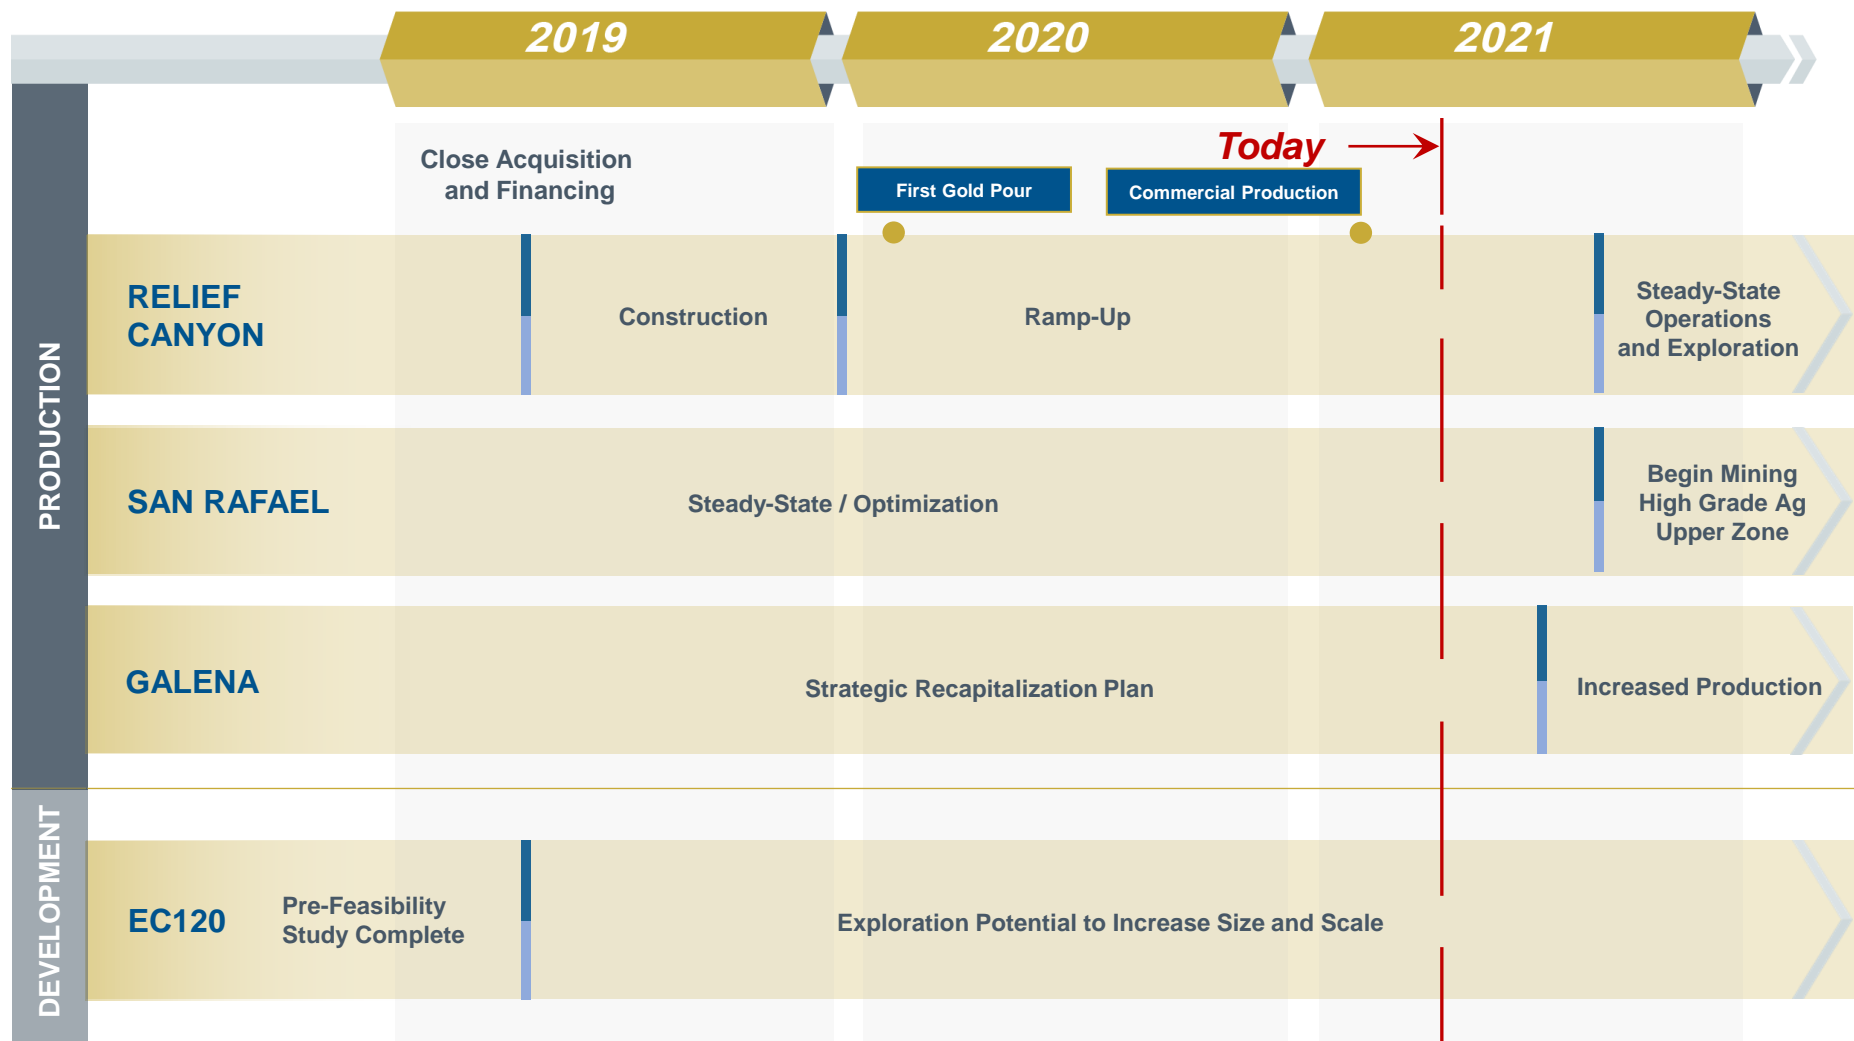 2019
2020
2021
Today
Close Acquisition
and Financing
First Gold Pour
Commercial Production
PRODUCTION
RELIEF
CANYON
Construction
Ramp-Up
Steady-State
Operations
and Exploration
SAN RAFAEL
Steady-State / Optimization
Begin Mining
High Grade Ag
Upper Zone
GALENA
Strategic Recapitalization Plan
Increased Production
DEVELOPMENT
EC120
Pre-Feasibility
Study Complete
Exploration Potential to Increase Size and Scale